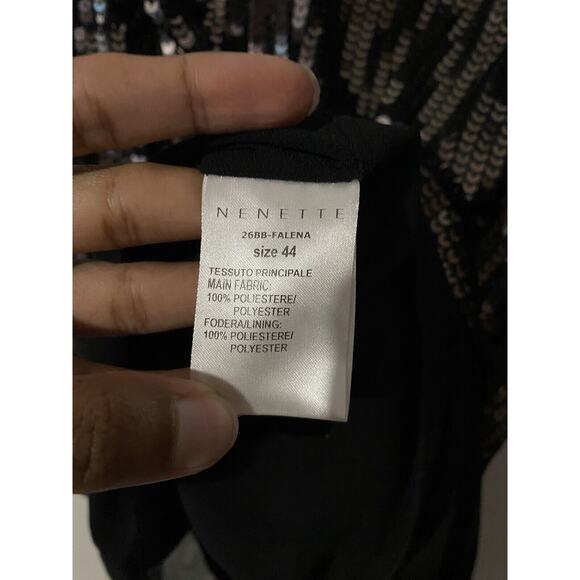 NENETTE
26BB-FALENA
size 44
TESSUTO PRINCIPALE
MAIN FABRIC:
100% POLIESTERE/
POLYESTER
FODERA/LINING:
100% POLIESTERE/
POLYESTER